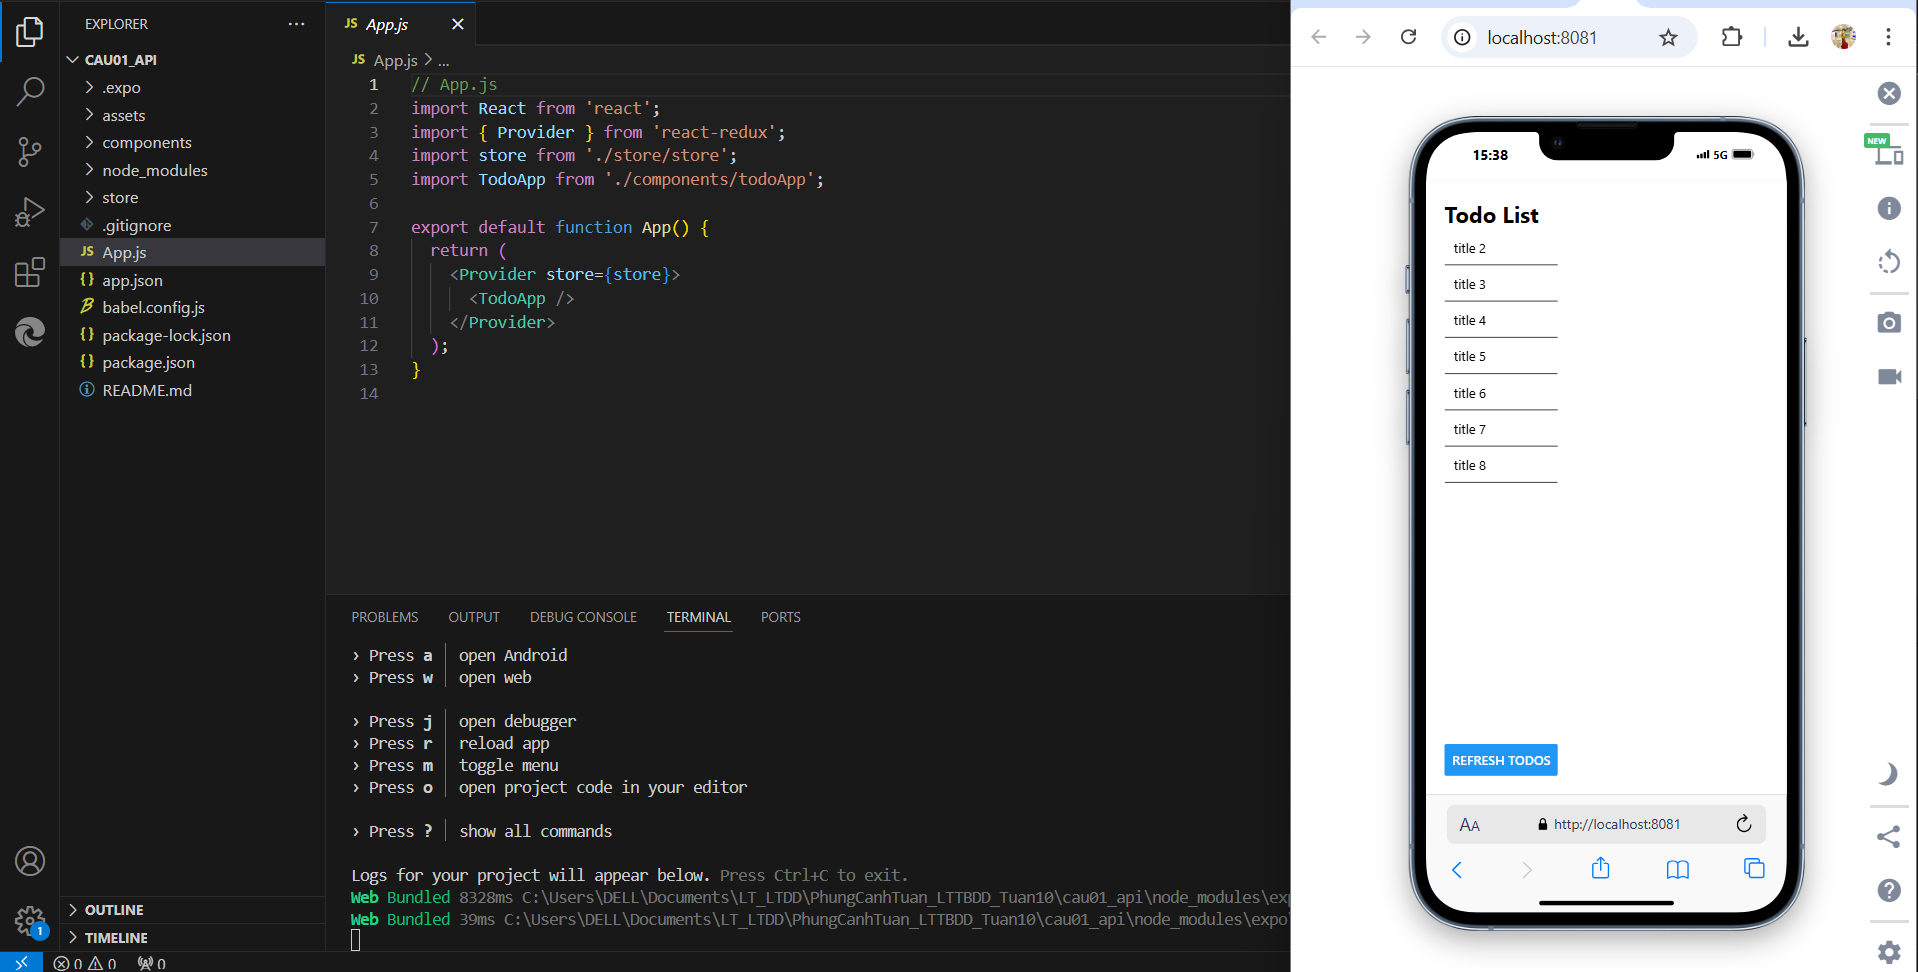 EXPLORER
CAU01_API
.expo
assets
components
node_modules
store
.gitignore
JS App.js
{} app.json
babel.config.js
{} package-lock.json
{} package.json
README.md
OUTLINE
TIMELINE
1
0 0 0
JS App.js
JS App.js > ...
1 // App.js
2 import React from 'react';
3 import { Provider } from 'react-redux';
4 import store from './store/store';
5 import TodoApp from './components/todoApp';
6
7 export default function App() {
8 return (
9 <Provider store={store}>
10 <TodoApp />
11 </Provider>
12 );
13 }
14
PROBLEMS OUTPUT DEBUG CONSOLE TERMINAL PORTS
› Press a │ open Android
› Press w │ open web
› Press j │ open debugger
› Press r │ reload app
› Press m │ toggle menu
› Press o │ open project code in your editor
› Press ? │ show all commands
Logs for your project will appear below. Press Ctrl+C to exit.
Web Bundled 8328ms C:\Users\DELL\Documents\LT_LTDD\PhungCanhTuan_LTTBDD_Tuan10\cau01_api\node_modules\exp
Web Bundled 39ms C:\Users\DELL\Documents\LT_LTDD\PhungCanhTuan_LTTBDD_Tuan10\cau01_api\node_modules\expo
localhost:8081
NEW
15:38
5G
Todo List
title 2
title 3
title 4
title 5
title 6
title 7
title 8
REFRESH TODOS
AA http://localhost:8081